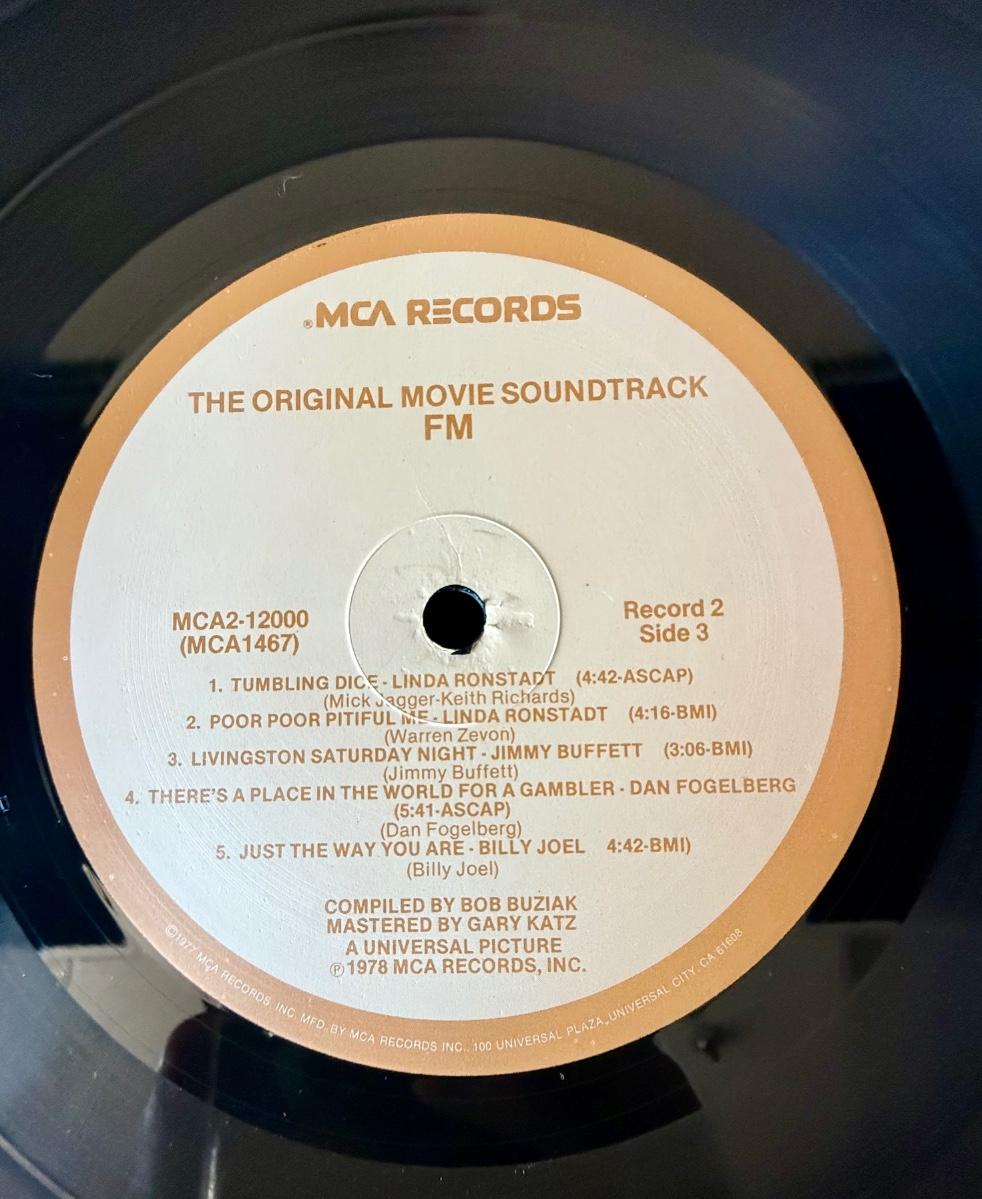 ®MCA RECORDS
THE ORIGINAL MOVIE SOUNDTRACK
FM
MCA2-12000
(MCA1467)
Record 2
Side 3
1. TUMBLING DICE - LINDA RONSTADT (4:42-ASCAP)
(Mick Jagger-Keith Richards)
2. POOR POOR PITIFUL ME - LINDA RONSTADT (4:16-BMI)
(Warren Zevon)
3. LIVINGSTON SATURDAY NIGHT - JIMMY BUFFETT (3:06-BMI)
(Jimmy Buffett)
4. THERE'S A PLACE IN THE WORLD FOR A GAMBLER - DAN FOGELBERG
(5:41-ASCAP)
(Dan Fogelberg)
5. JUST THE WAY YOU ARE - BILLY JOEL 4:42-BMI)
(Billy Joel)
COMPILED BY BOB BUZIAK
MASTERED BY GARY KATZ
A UNIVERSAL PICTURE
℗1978 MCA RECORDS, INC.
©1977 MCA RECORDS, INC. MFD. BY MCA RECORDS INC., 100 UNIVERSAL PLAZA, UNIVERSAL CITY, CA 61608